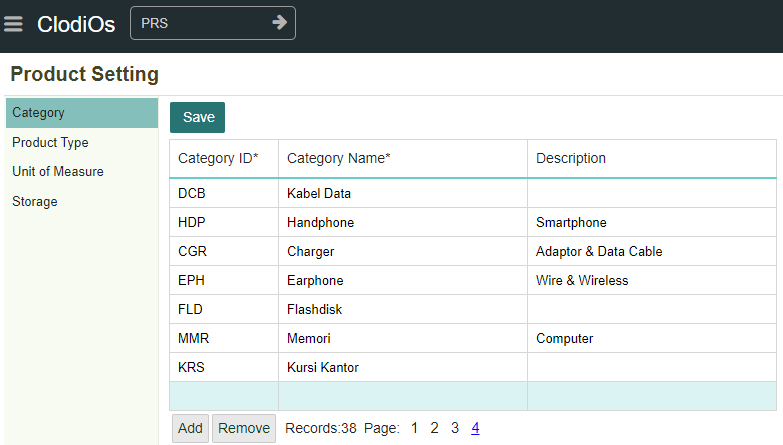 ClodiOs PRS
Product Setting
Category
Product Type
Unit of Measure
Storage
Save
Category ID* Category Name* Description
DCB Kabel Data
HDP Handphone Smartphone
CGR Charger Adaptor & Data Cable
EPH Earphone Wire & Wireless
FLD Flashdisk
MMR Memori Computer
KRS Kursi Kantor
Add Remove Records:38 Page: 1 2 3 4